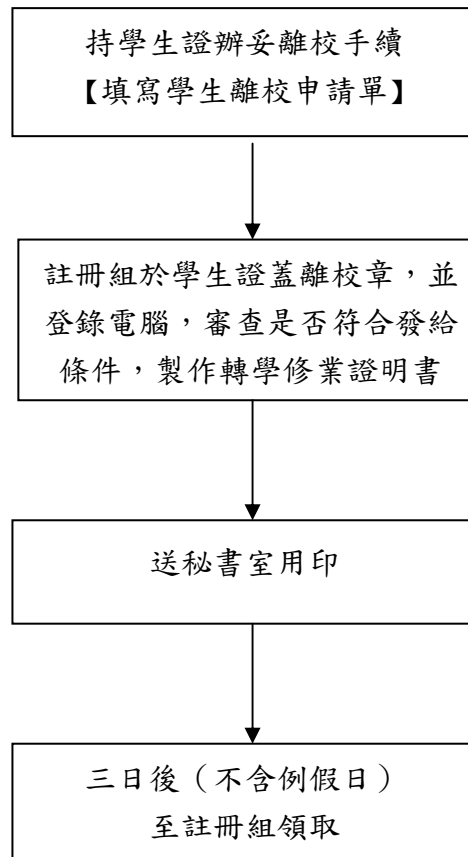 持學生證辦妥離校手續
【填寫學生離校申請單】
註冊組於學生證蓋離校章，並
登錄電腦，審查是否符合發給
條件，製作轉學修業證明書
送秘書室用印
三日後（不含例假日）
至註冊組領取